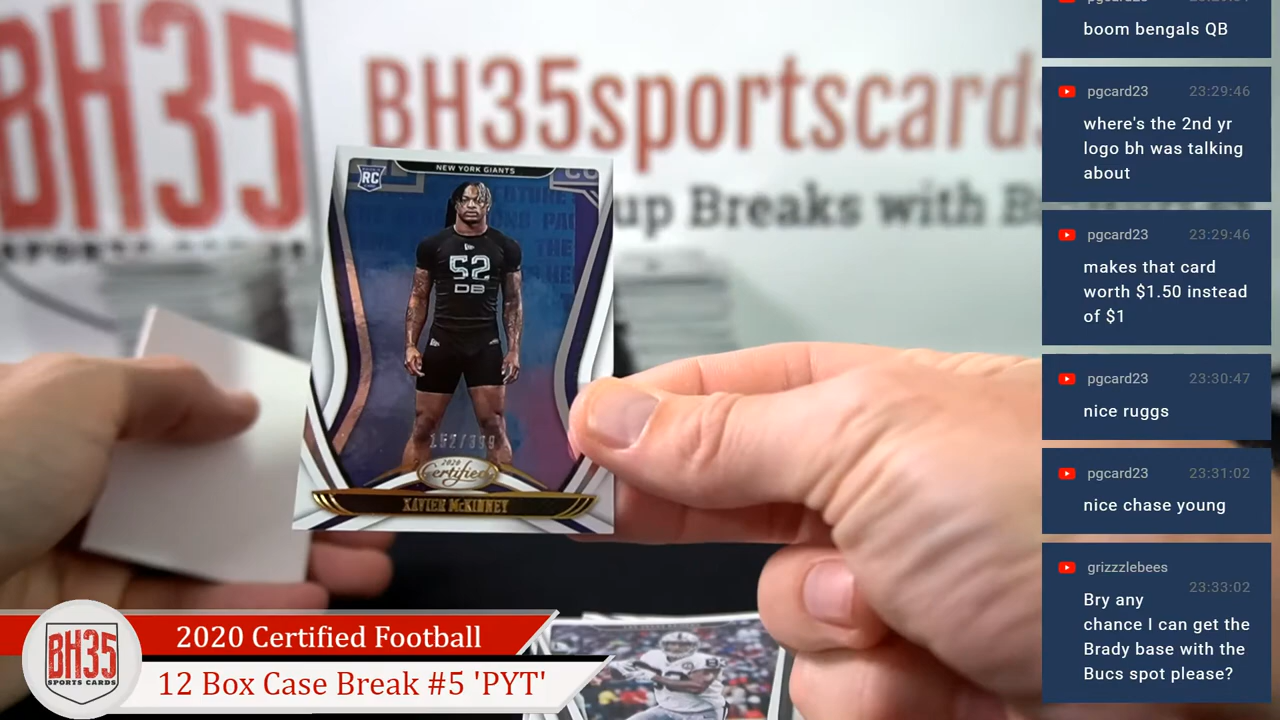 BH35
SPORTS CARDS
BH35sportscards
up Breaks with
NEW YORK GIANTS
RC
52
DB
2020
Certified
XAVIER McKINNEY
2020 Certified Football
12 Box Case Break #5 'PYT'
BH35
SPORTS CARDS
boom bengals QB
pgcard23 23:29:46
where's the 2nd yr
logo bh was talking
about
pgcard23 23:29:46
makes that card
worth $1.50 instead
of $1
pgcard23 23:30:47
nice ruggs
pgcard23 23:31:02
nice chase young
grizzzlebees
23:33:02
Bry any
chance I can get the
Brady base with the
Bucs spot please?